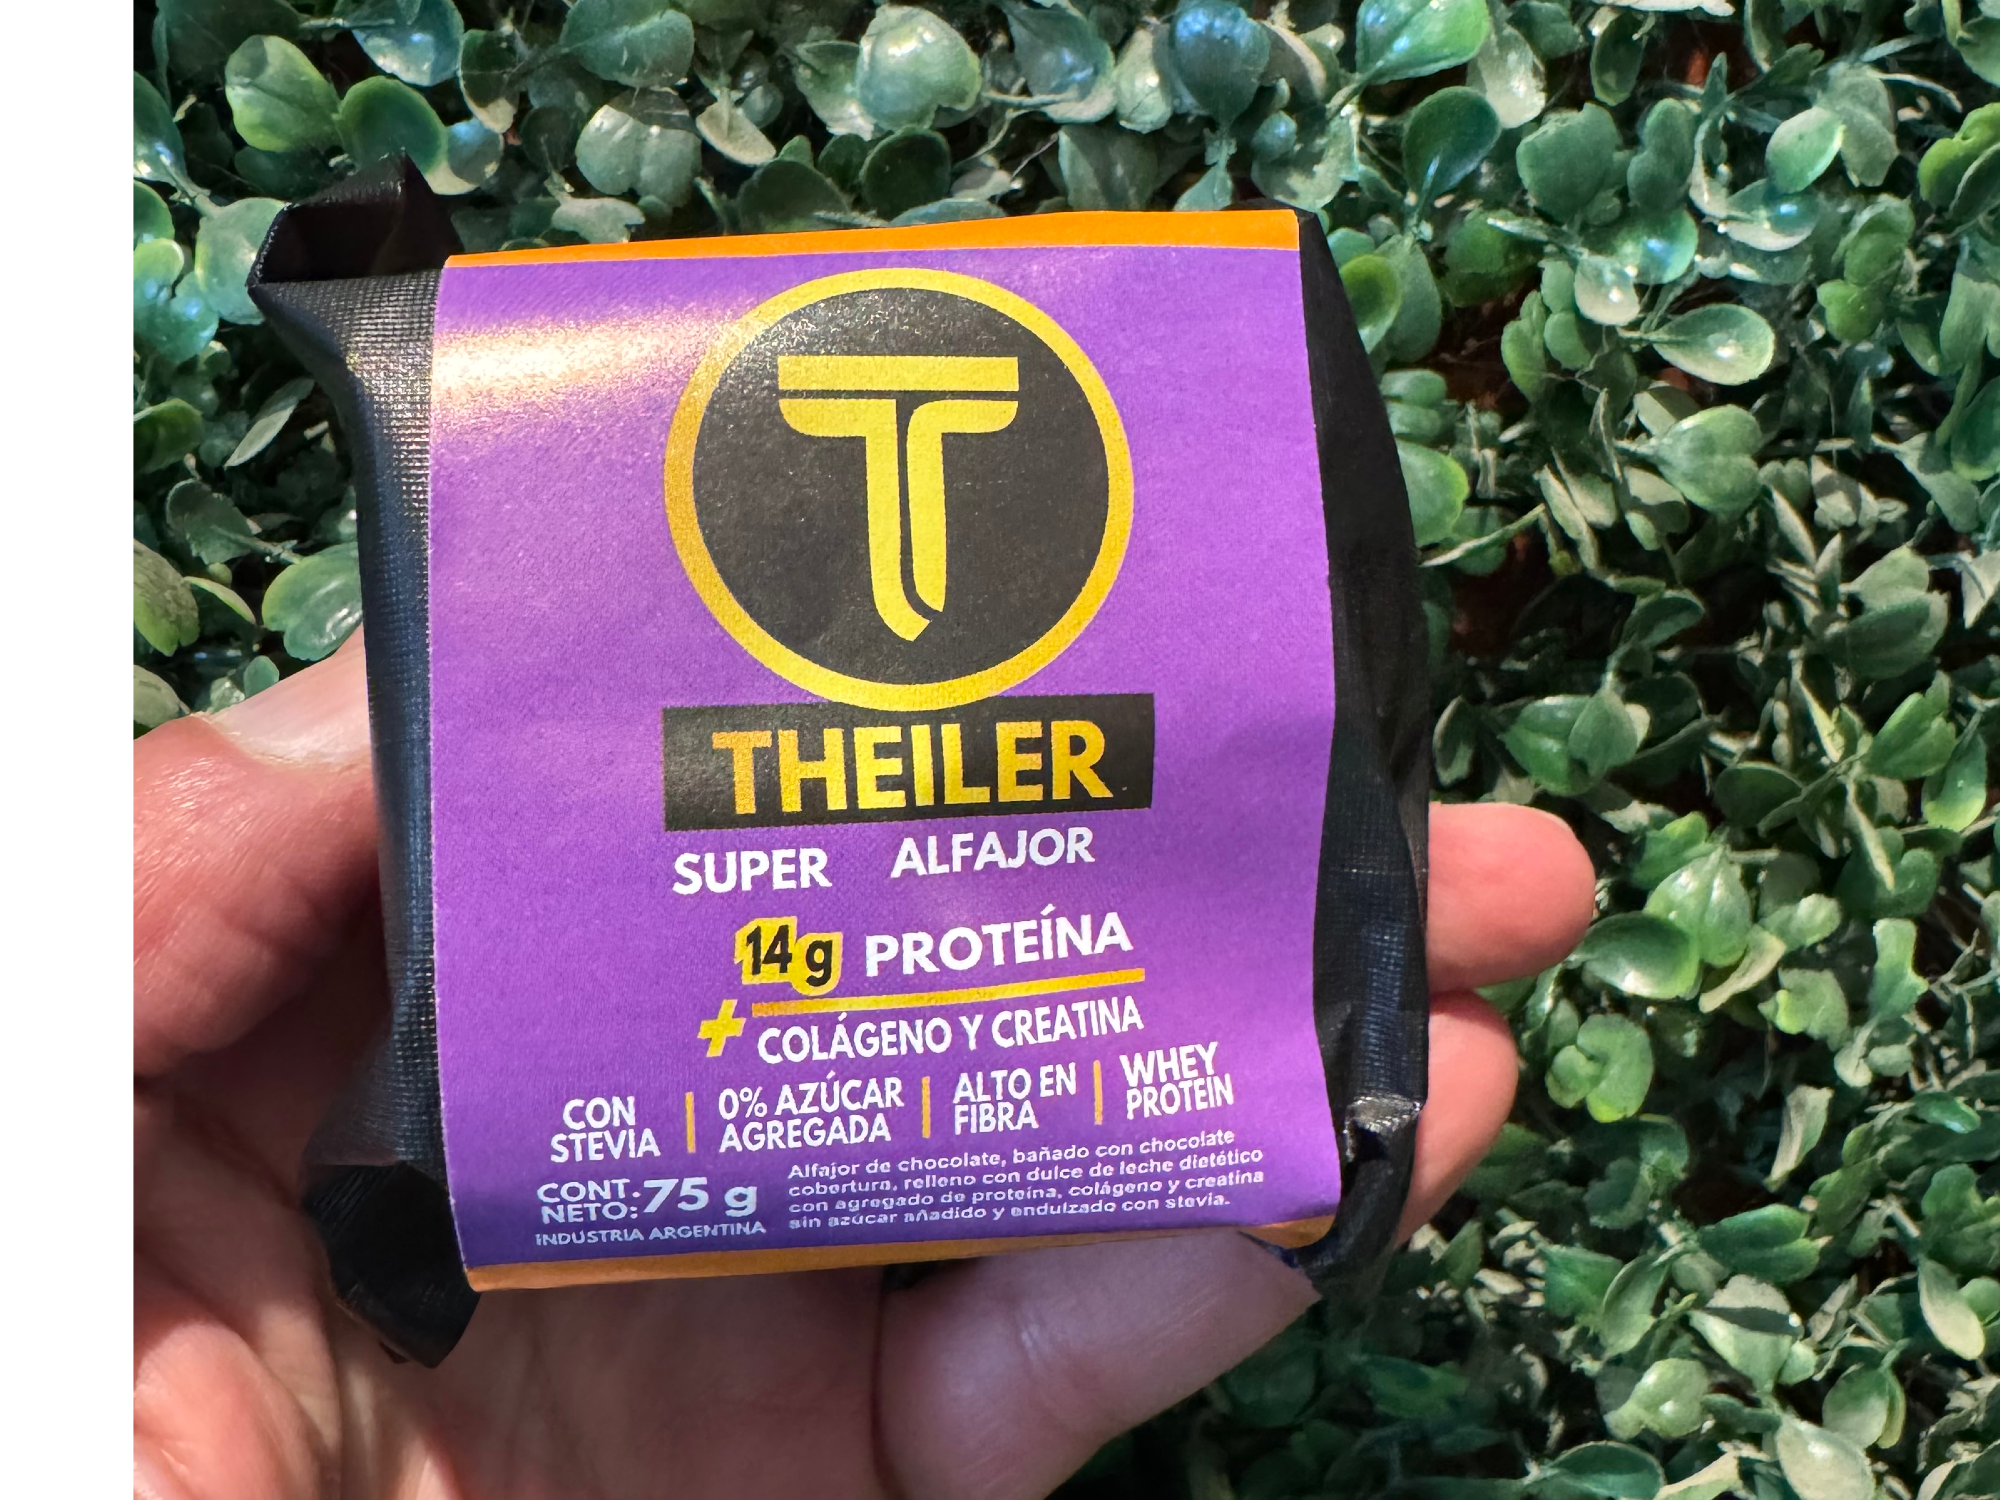 T
THEILER
SUPER ALFAJOR
14g PROTEÍNA
+ COLÁGENO Y CREATINA
CON STEVIA | 0% AZÚCAR AGREGADA | ALTO EN FIBRA | WHEY PROTEIN
CONT. NETO: 75 g
INDUSTRIA ARGENTINA
Alfajor de chocolate, bañado con chocolate
cobertura, relleno con dulce de leche dietético
con agregado de proteína, colágeno y creatina
sin azúcar añadido y endulzado con stevia.